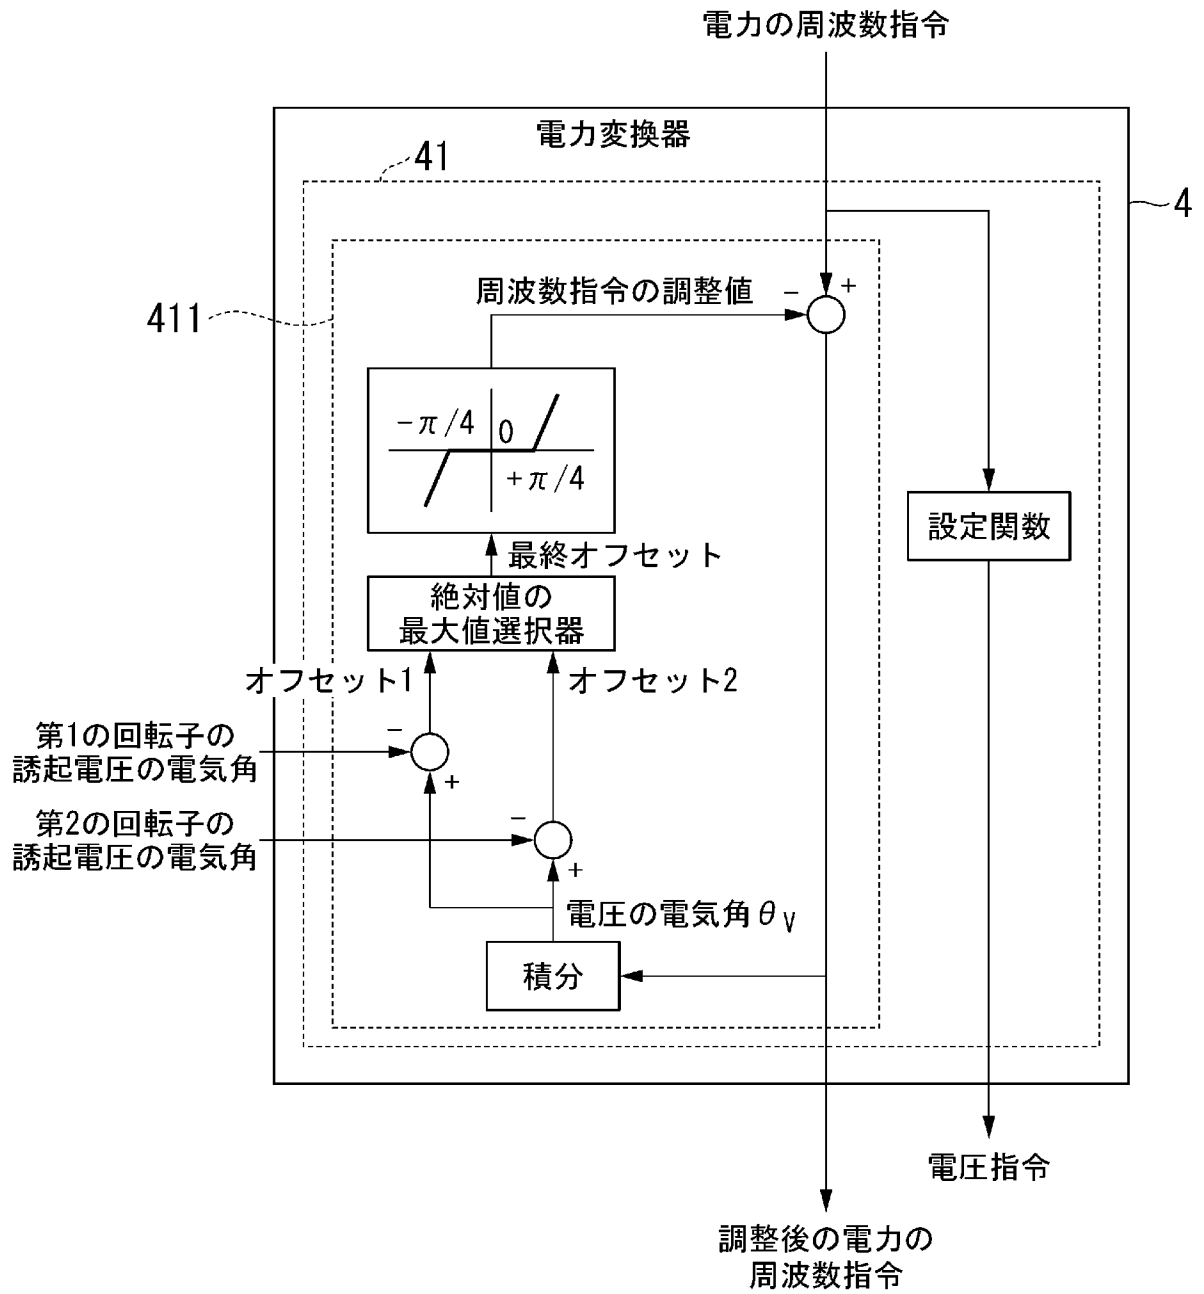 電力の周波数指令
電力変換器
41
4
411
周波数指令の調整値
−
+
−π/4
0
+π/4
設定関数
最終オフセット
絶対値の
最大値選択器
オフセット1
オフセット2
第1の回転子の
誘起電圧の電気角
−
+
第2の回転子の
誘起電圧の電気角
−
+
電圧の電気角θV
積分
電圧指令
調整後の電力の
周波数指令